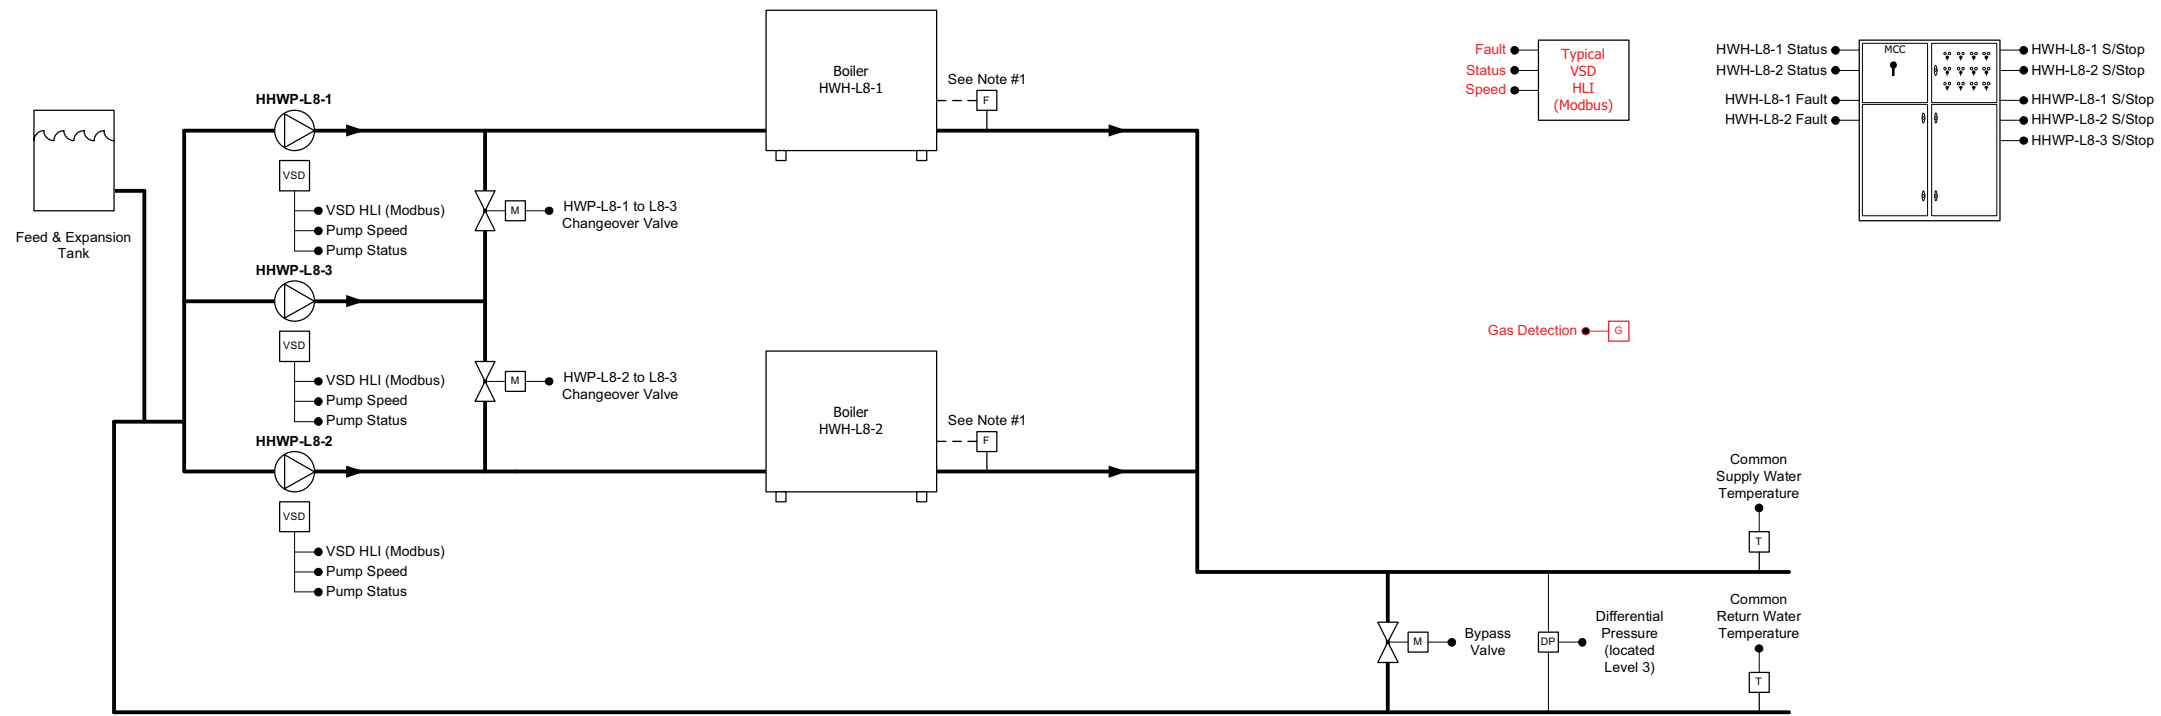 Feed & Expansion
Tank
HHWP-L8-1
VSD
VSD HLI (Modbus)
Pump Speed
Pump Status
HHWP-L8-3
VSD
VSD HLI (Modbus)
Pump Speed
Pump Status
HHWP-L8-2
VSD
VSD HLI (Modbus)
Pump Speed
Pump Status
M
HWP-L8-1 to L8-3
Changeover Valve
M
HWP-L8-2 to L8-3
Changeover Valve
Boiler
HWH-L8-1
See Note #1
F
Boiler
HWH-L8-2
See Note #1
F
Fault
Status
Speed
Typical
VSD
HLI
(Modbus)
Gas Detection
G
HWH-L8-1 Status
HWH-L8-2 Status
HWH-L8-1 Fault
HWH-L8-2 Fault
MCC
HWH-L8-1 S/Stop
HWH-L8-2 S/Stop
HHWP-L8-1 S/Stop
HHWP-L8-2 S/Stop
HHWP-L8-3 S/Stop
Common
Supply Water
Temperature
T
M
Bypass
Valve
DP
Differential
Pressure
(located
Level 3)
Common
Return Water
Temperature
T